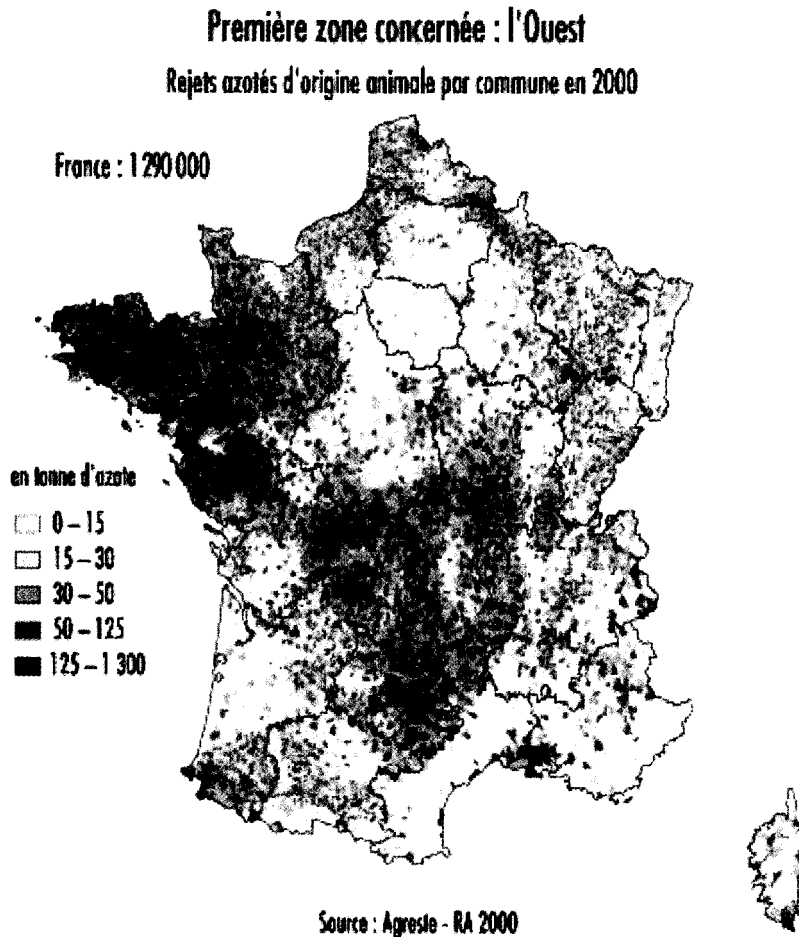 Première zone concernée : l'Ouest
Rejets azotés d'origine animale par commune en 2000
France : 1 290 000
en tonne d'azote
0 – 15
15 – 30
30 – 50
50 – 125
125 – 1 300
Source : Agreste - RA 2000